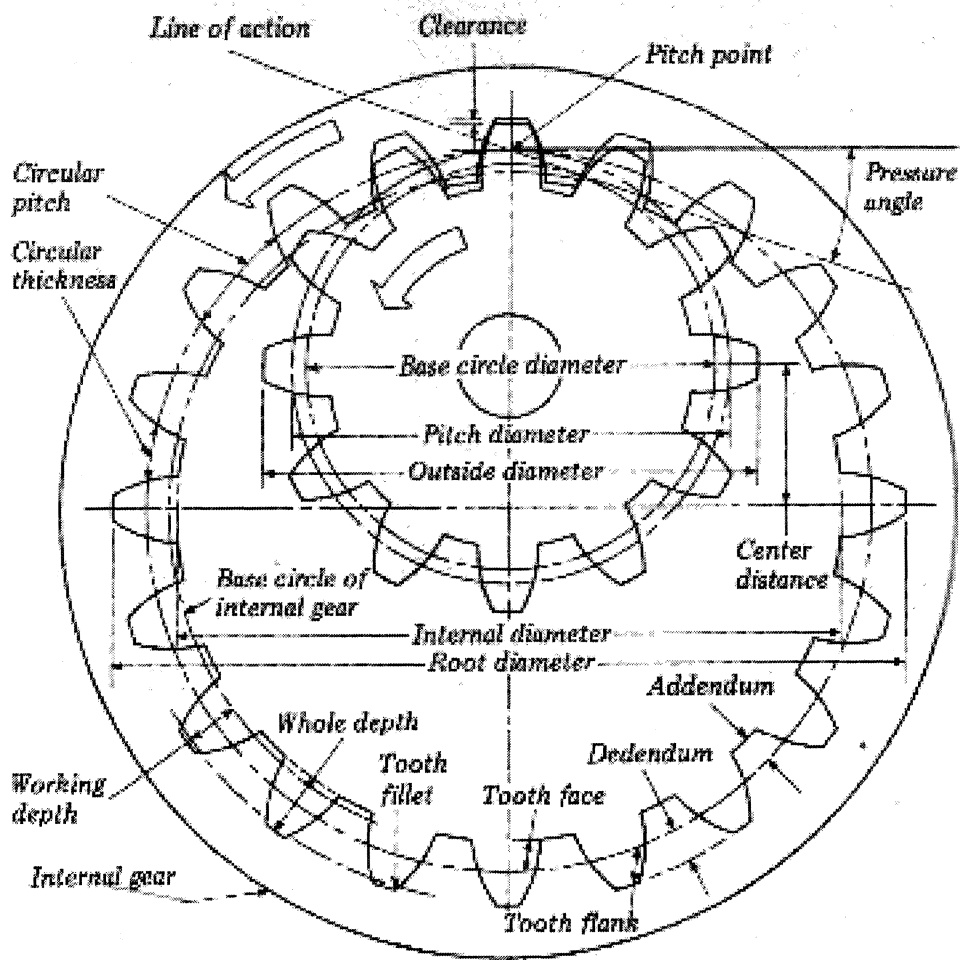 Line of action
Clearance
Pitch point
Circular
pitch
Pressure
angle
Circular
thickness
Base circle diameter
Pitch diameter
Outside diameter
Center
distance
Base circle of
internal gear
Internal diameter
Root diameter
Addendum
Whole depth
Dedendum
Tooth
fillet
Tooth face
Working
depth
Internal gear
Tooth flank